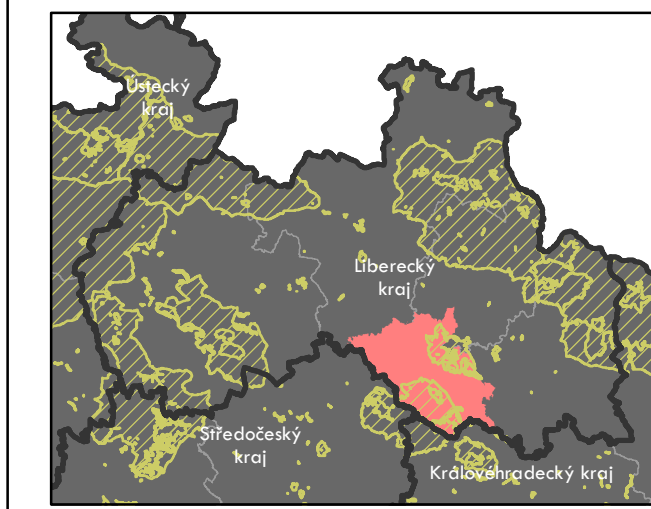 Ústecký
kraj
Liberecký
kraj
Středočeský
kraj
Královéhradecký kraj